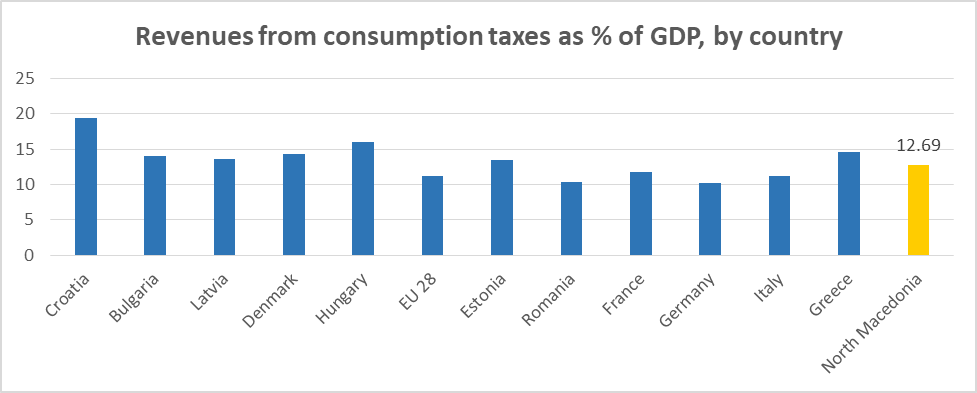 Revenues from consumption taxes as % of GDP, by country
25
20
15
10
5
0
12.69
Croatia
Bulgaria
Latvia
Denmark
Hungary
EU 28
Estonia
Romania
France
Germany
Italy
Greece
North Macedonia